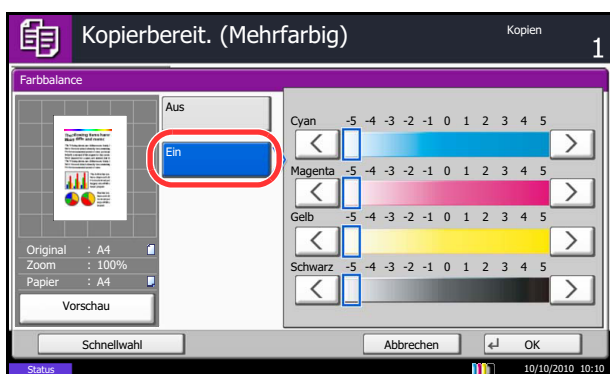 Kopierbereit. (Mehrfarbig)
Kopien
1
Farbbalance
Aus
Ein
Cyan -5 -4 -3 -2 -1 0 1 2 3 4 5
Magenta -5 -4 -3 -2 -1 0 1 2 3 4 5
Gelb -5 -4 -3 -2 -1 0 1 2 3 4 5
Schwarz -5 -4 -3 -2 -1 0 1 2 3 4 5
Original : A4
Zoom : 100%
Papier : A4
Vorschau
Schnellwahl
Abbrechen
OK
Status
10/10/2010 10:10